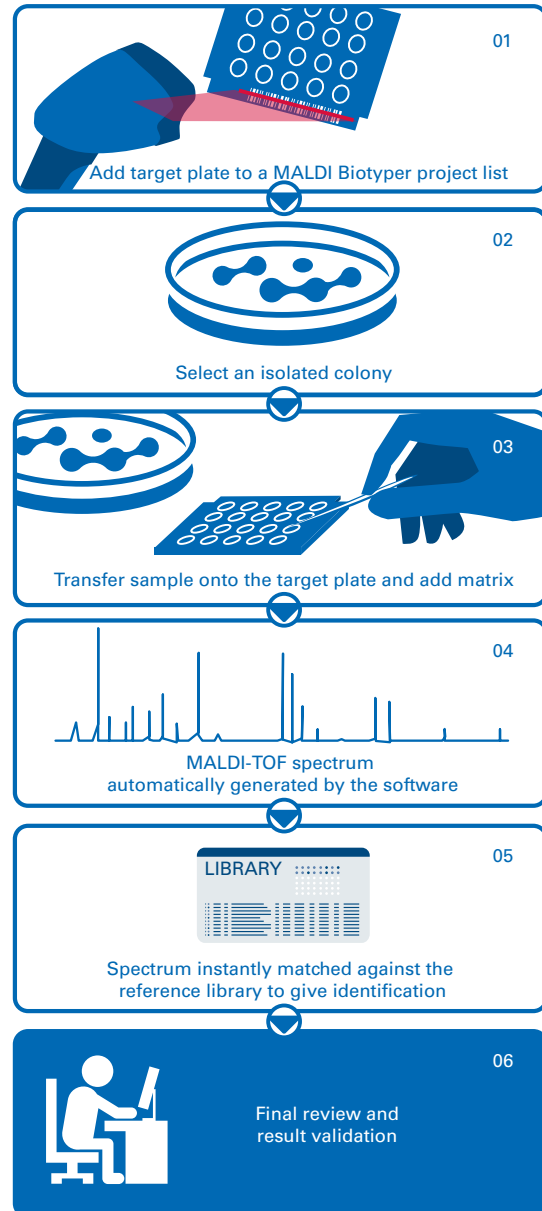 01
Add target plate to a MALDI Biotyper project list
02
Select an isolated colony
03
Transfer sample onto the target plate and add matrix
04
MALDI-TOF spectrum
automatically generated by the software
05
LIBRARY
Spectrum instantly matched against the
reference library to give identification
06
Final review and
result validation